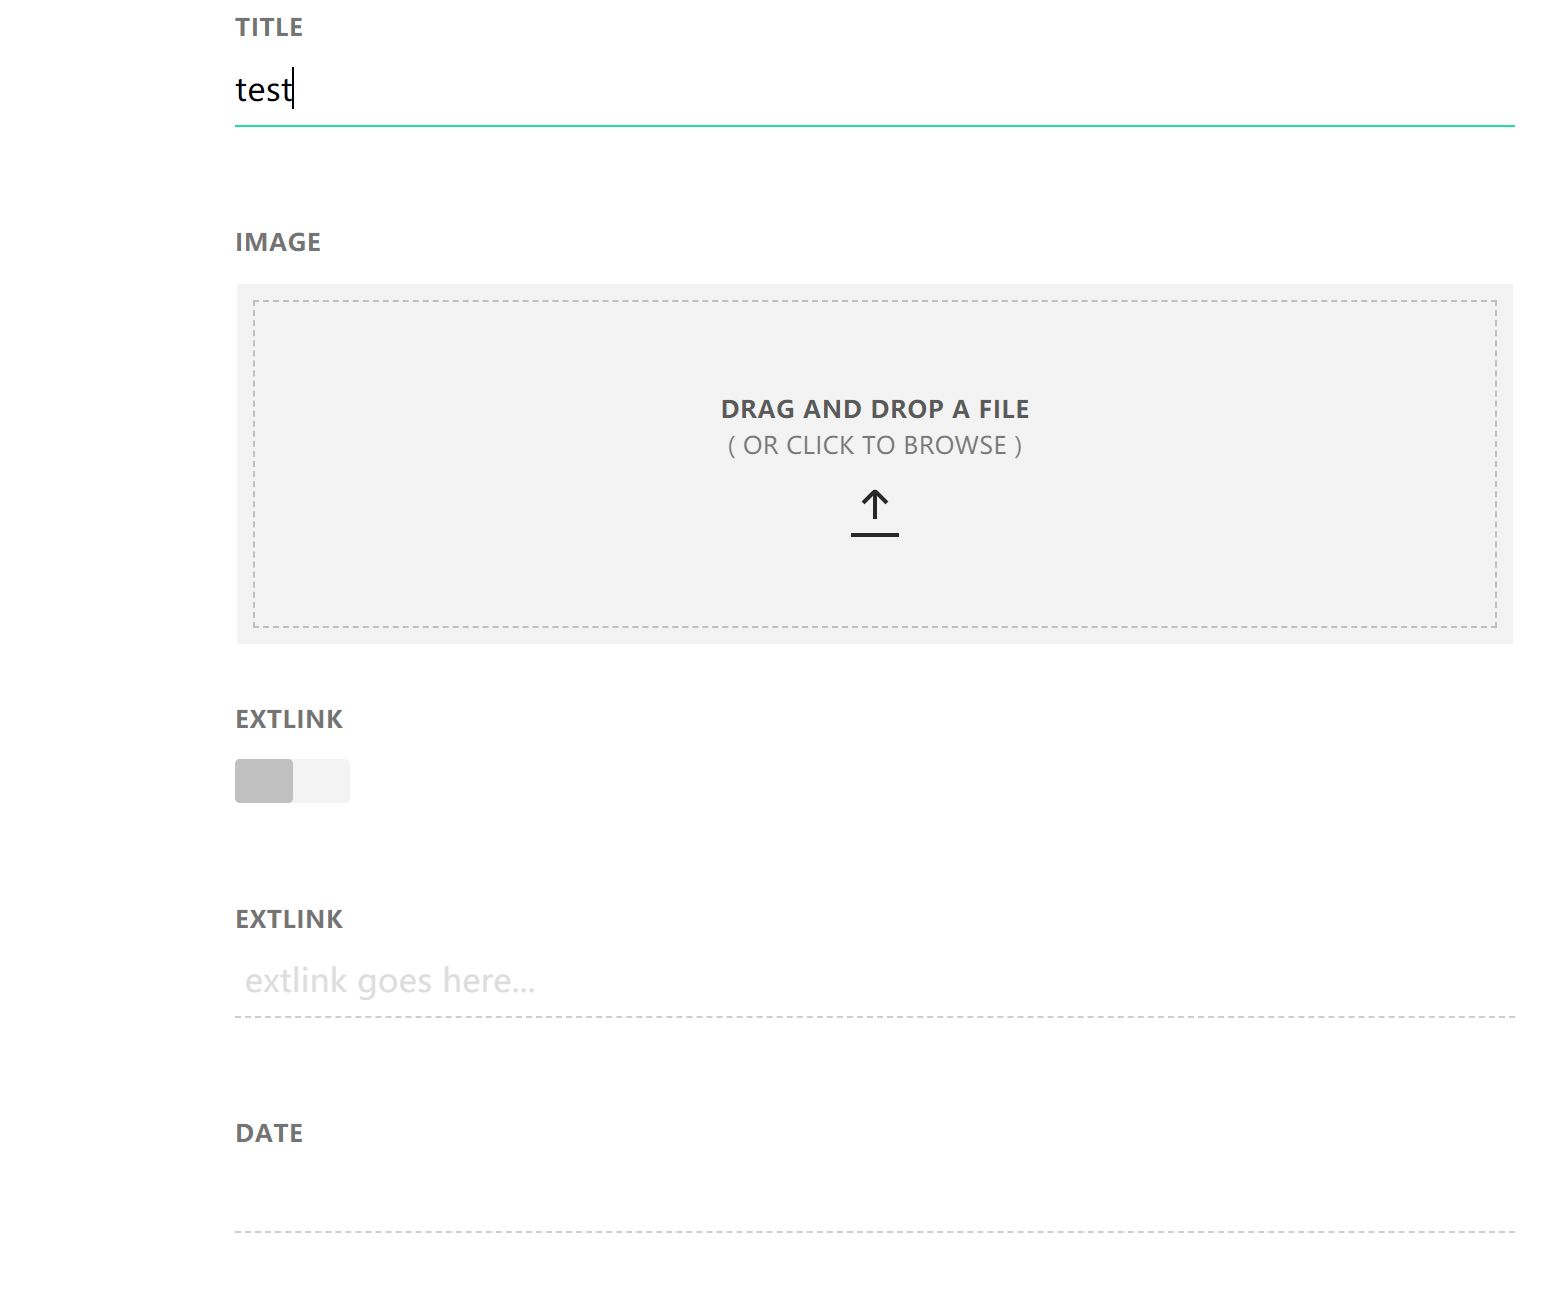 TITLE
test
IMAGE
DRAG AND DROP A FILE
( OR CLICK TO BROWSE )
EXTLINK
EXTLINK
extlink goes here...
DATE